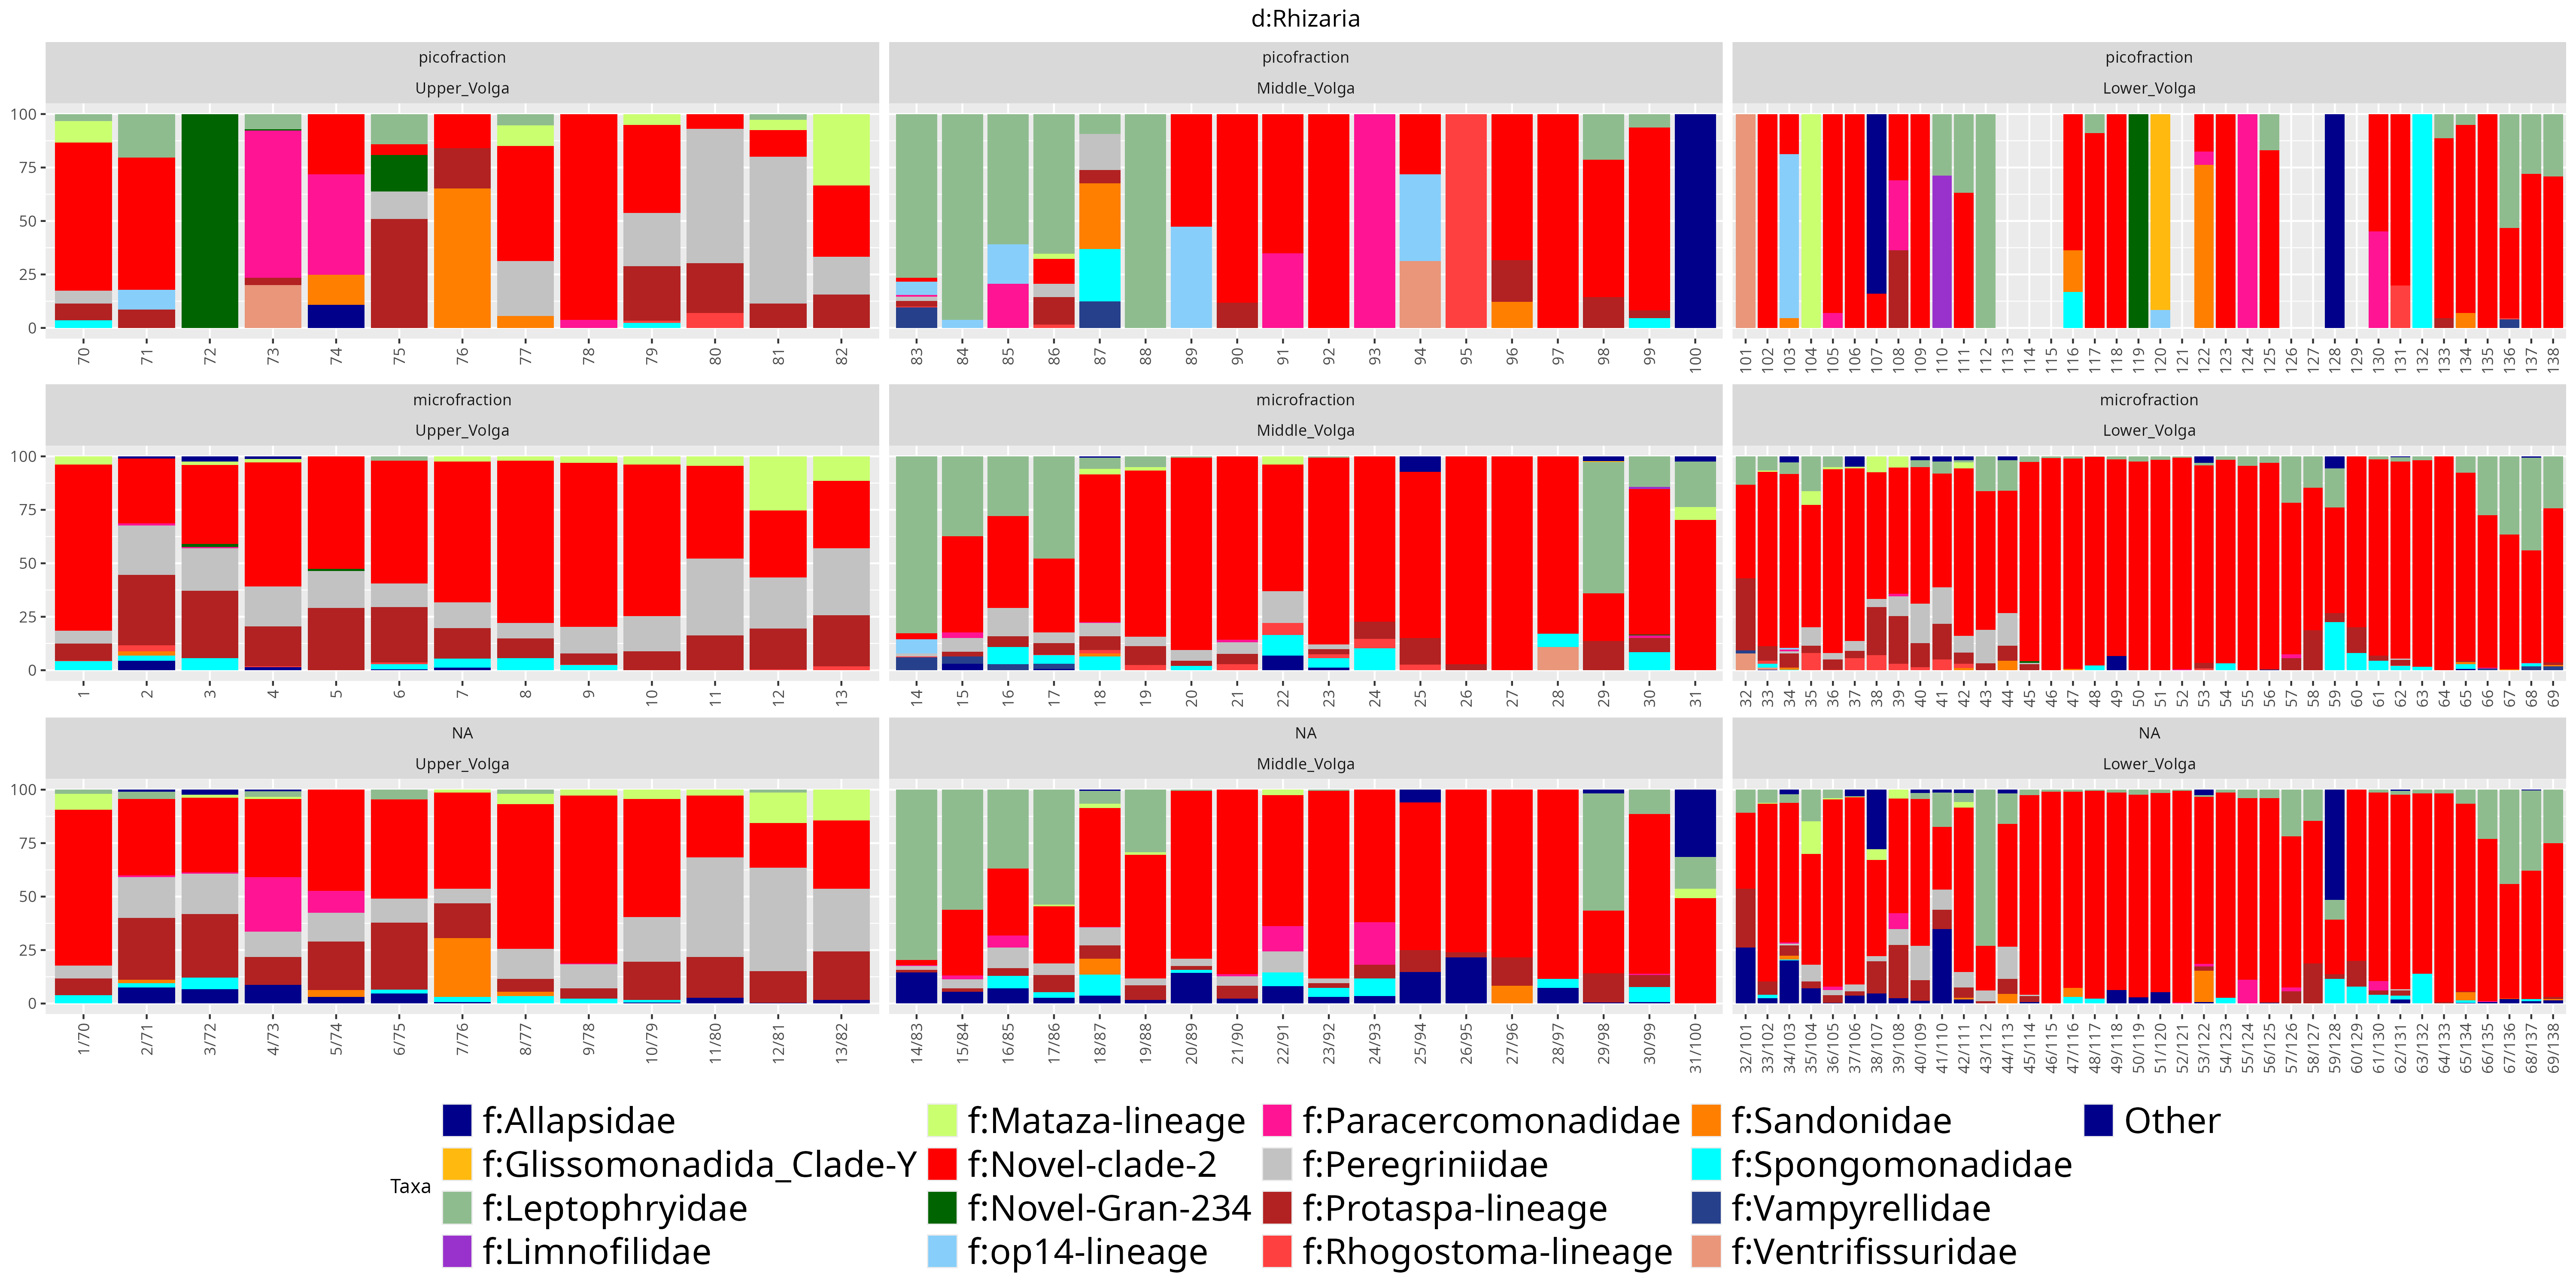 d:Rhizaria
picofraction
Upper_Volga
picofraction
Middle_Volga
picofraction
Lower_Volga
100
75
50
25
0
70 71 72 73 74 75 76 77 78 79 80 81 82
83 84 85 86 87 88 89 90 91 92 93 94 95 96 97 98 99 100
101 102 103 104 105 106 107 108 109 110 111 112 113 114 115 116 117 118 119 120 121 122 123 124 125 126 127 128 129 130 131 132 133 134 135 136 137 138
microfraction
Upper_Volga
microfraction
Middle_Volga
microfraction
Lower_Volga
100
75
50
25
0
1 2 3 4 5 6 7 8 9 10 11 12 13
14 15 16 17 18 19 20 21 22 23 24 25 26 27 28 29 30 31
32 33 34 35 36 37 38 39 40 41 42 43 44 45 46 47 48 49 50 51 52 53 54 55 56 57 58 59 60 61 62 63 64 65 66 67 68 69
NA
Upper_Volga
NA
Middle_Volga
NA
Lower_Volga
100
75
50
25
0
1/70 2/71 3/72 4/73 5/74 6/75 7/76 8/77 9/78 10/79 11/80 12/81 13/82
14/83 15/84 16/85 17/86 18/87 19/88 20/89 21/90 22/91 23/92 24/93 25/94 26/95 27/96 28/97 29/98 30/99 31/100
32/101 33/102 34/103 35/104 36/105 37/106 38/107 39/108 40/109 41/110 42/111 43/112 44/113 45/114 46/115 47/116 48/117 49/118 50/119 51/120 52/121 53/122 54/123 55/124 56/125 57/126 58/127 59/128 60/129 61/130 62/131 63/132 64/133 65/134 66/135 67/136 68/137 69/138
Taxa
f:Allapsidae
f:Glissomonadida_Clade-Y
f:Leptophryidae
f:Limnofilidae
f:Mataza-lineage
f:Novel-clade-2
f:Novel-Gran-234
f:op14-lineage
f:Paracercomonadidae
f:Peregriniidae
f:Protaspa-lineage
f:Rhogostoma-lineage
f:Sandonidae
f:Spongomonadidae
f:Vampyrellidae
f:Ventrifissuridae
Other